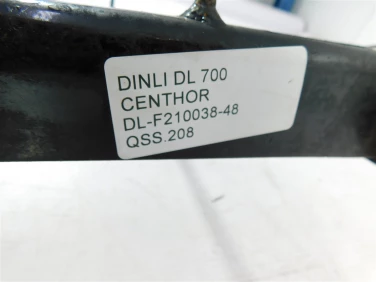 DINLI DL 700
CENTHOR
DL-F210038-48
QSS.208